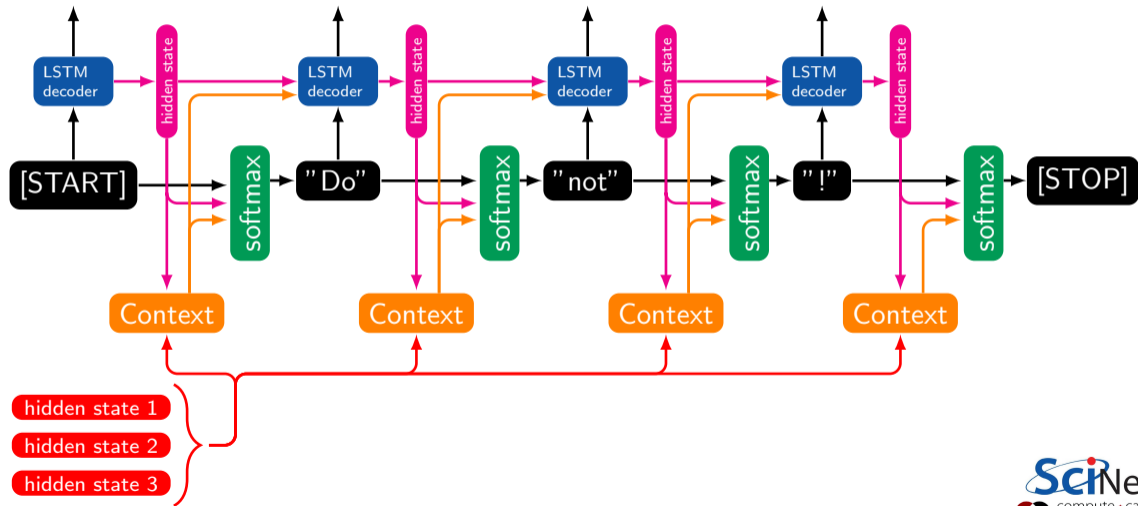 LSTM
decoder
hidden state
LSTM
decoder
hidden state
LSTM
decoder
hidden state
LSTM
decoder
hidden state
[START]
softmax
"Do"
softmax
"not"
softmax
"!"
softmax
[STOP]
Context
Context
Context
Context
hidden state 1
hidden state 2
hidden state 3
SciNe
compute • ca